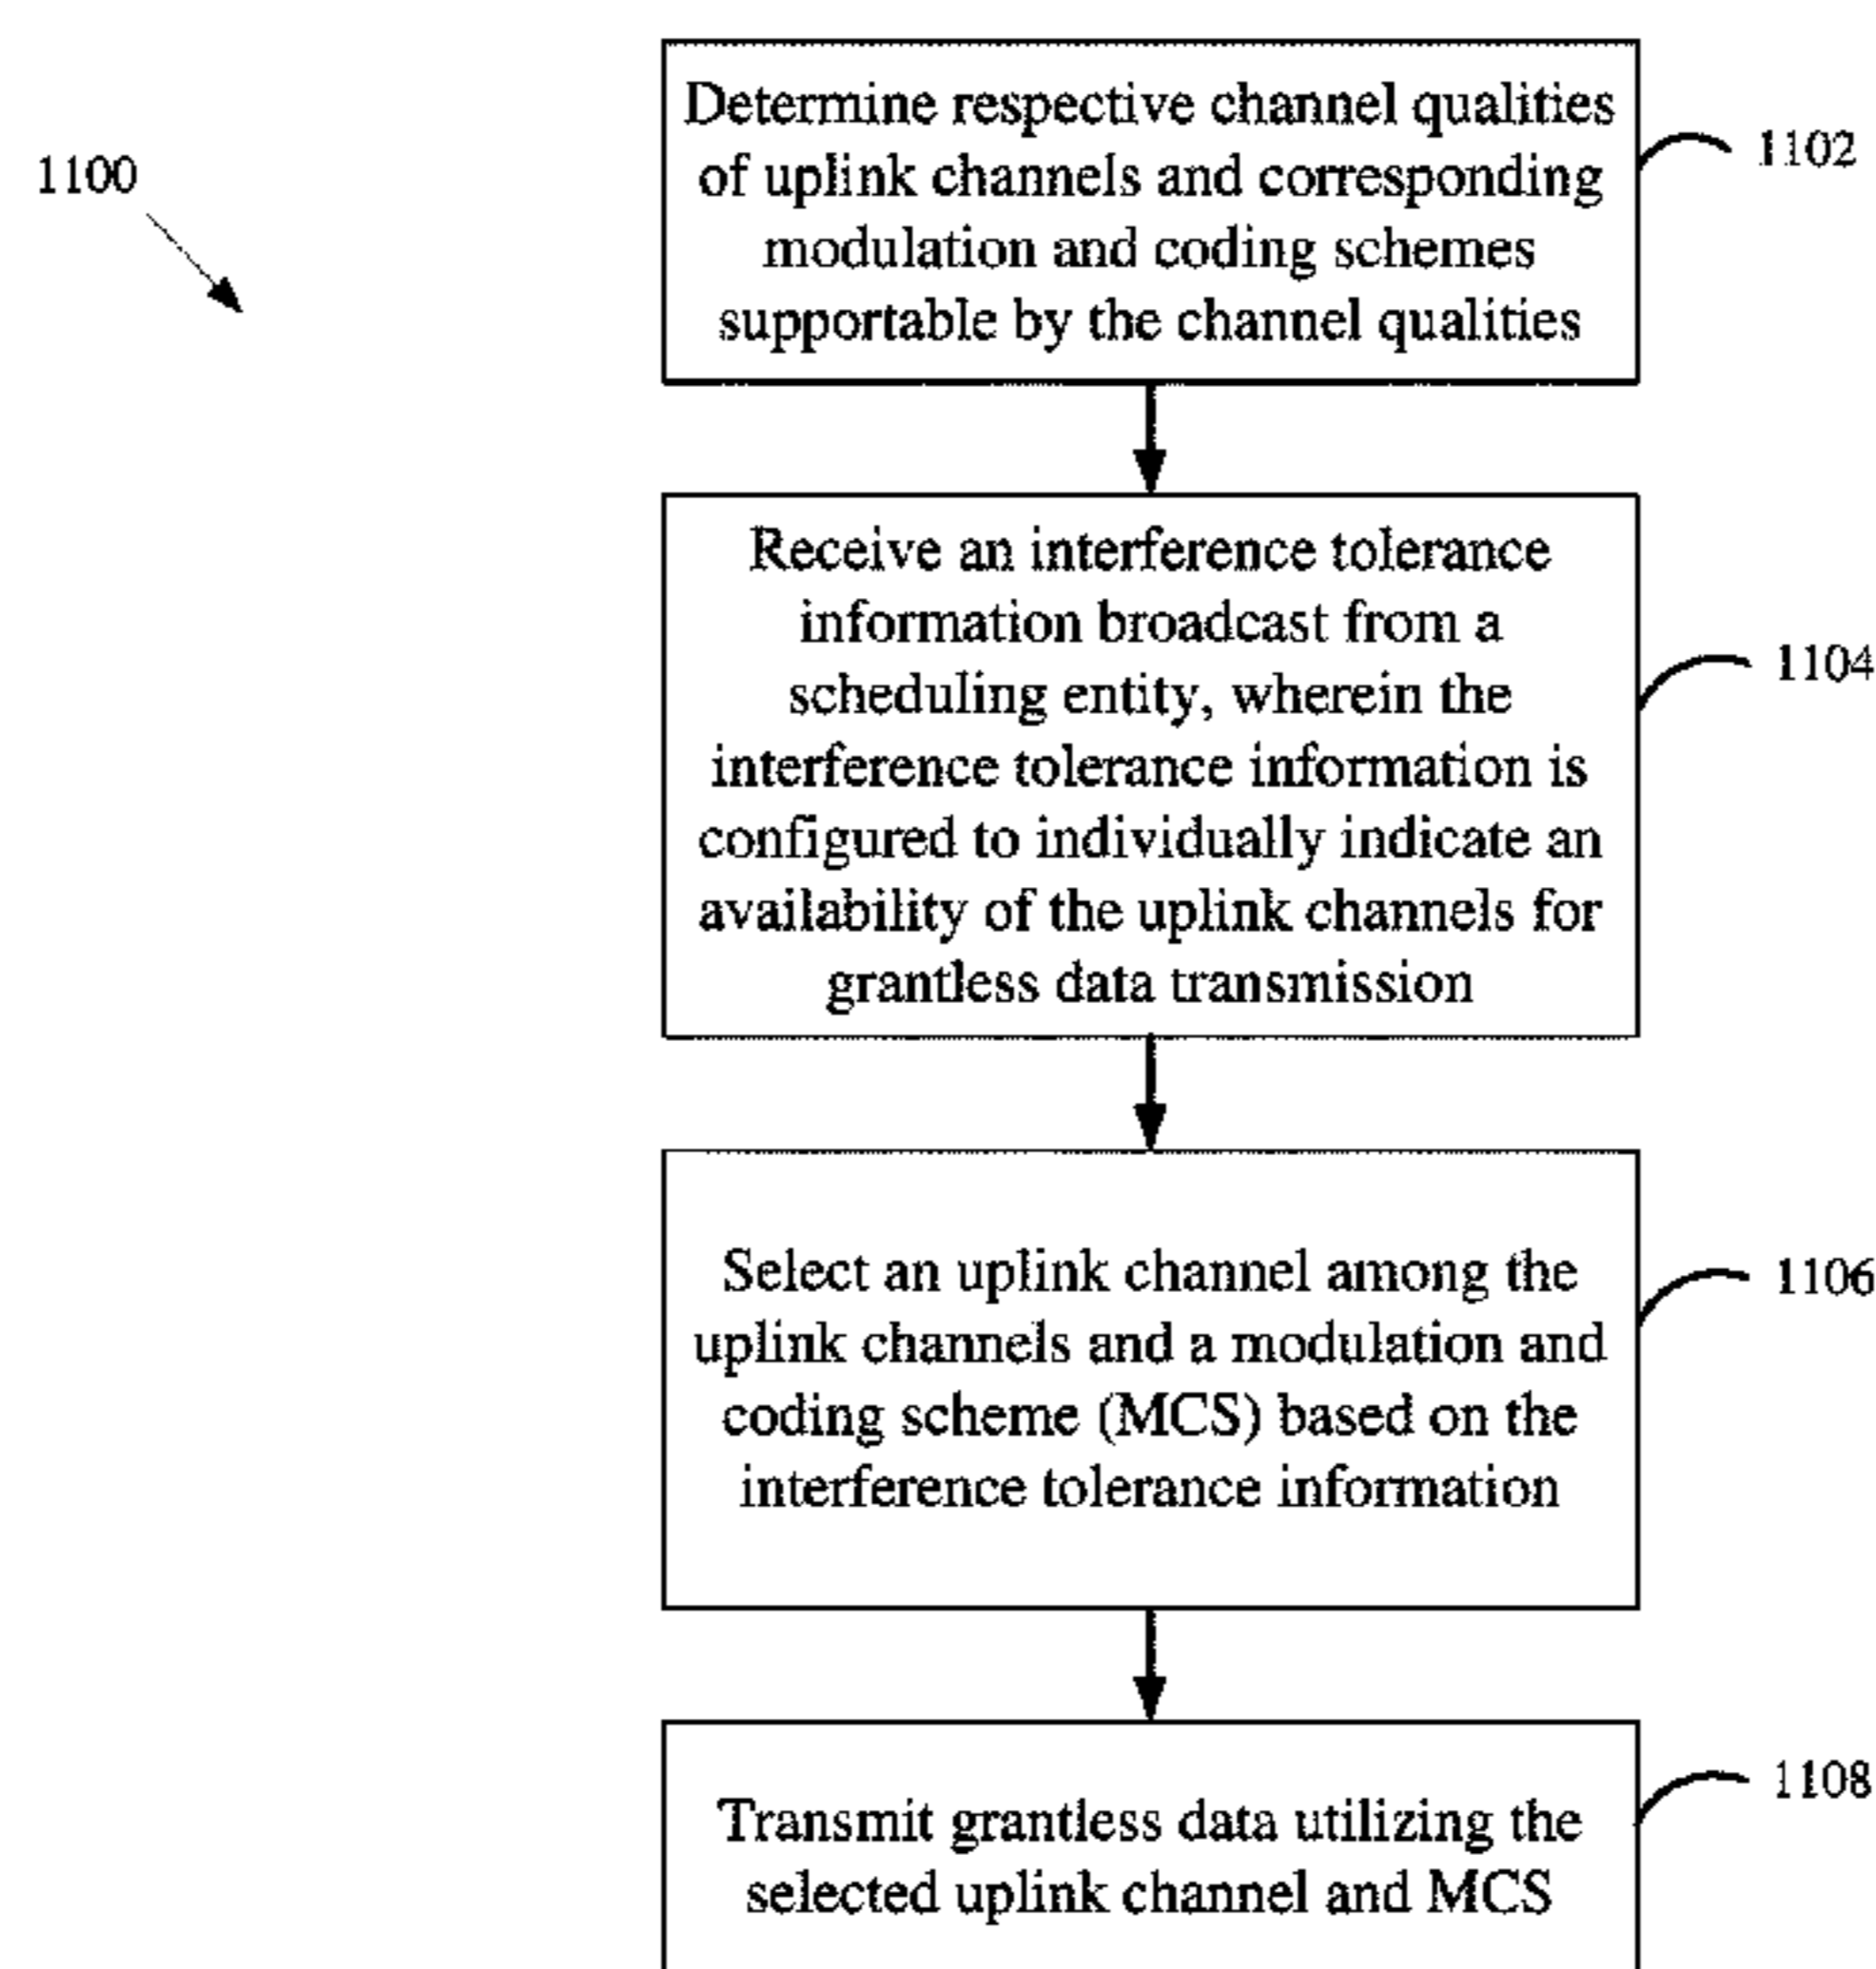 1100
Determine respective channel qualities
of uplink channels and corresponding
modulation and coding schemes
supportable by the channel qualities
1102
Receive an interference tolerance
information broadcast from a
scheduling entity, wherein the
interference tolerance information is
configured to individually indicate an
availability of the uplink channels for
grantless data transmission
1104
Select an uplink channel among the
uplink channels and a modulation and
coding scheme (MCS) based on the
interference tolerance information
1106
Transmit grantless data utilizing the
selected uplink channel and MCS
1108